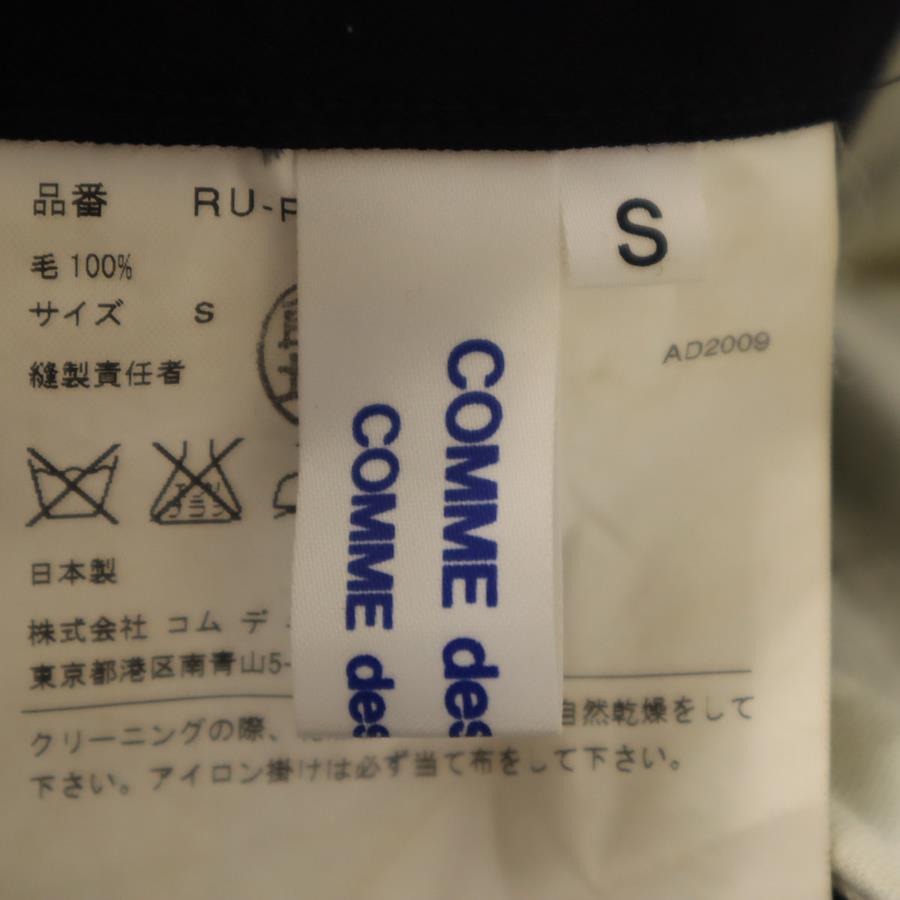 品番 RU-P
毛 100%
サイズ S
縫製責任者
日本製
株式会社 コム デ
東京都港区南青山5-
クリーニングの際、
自然乾燥をして
下さい。アイロン掛けは必ず当て布をして下さい。
COMME des
COMME des
S
AD2009